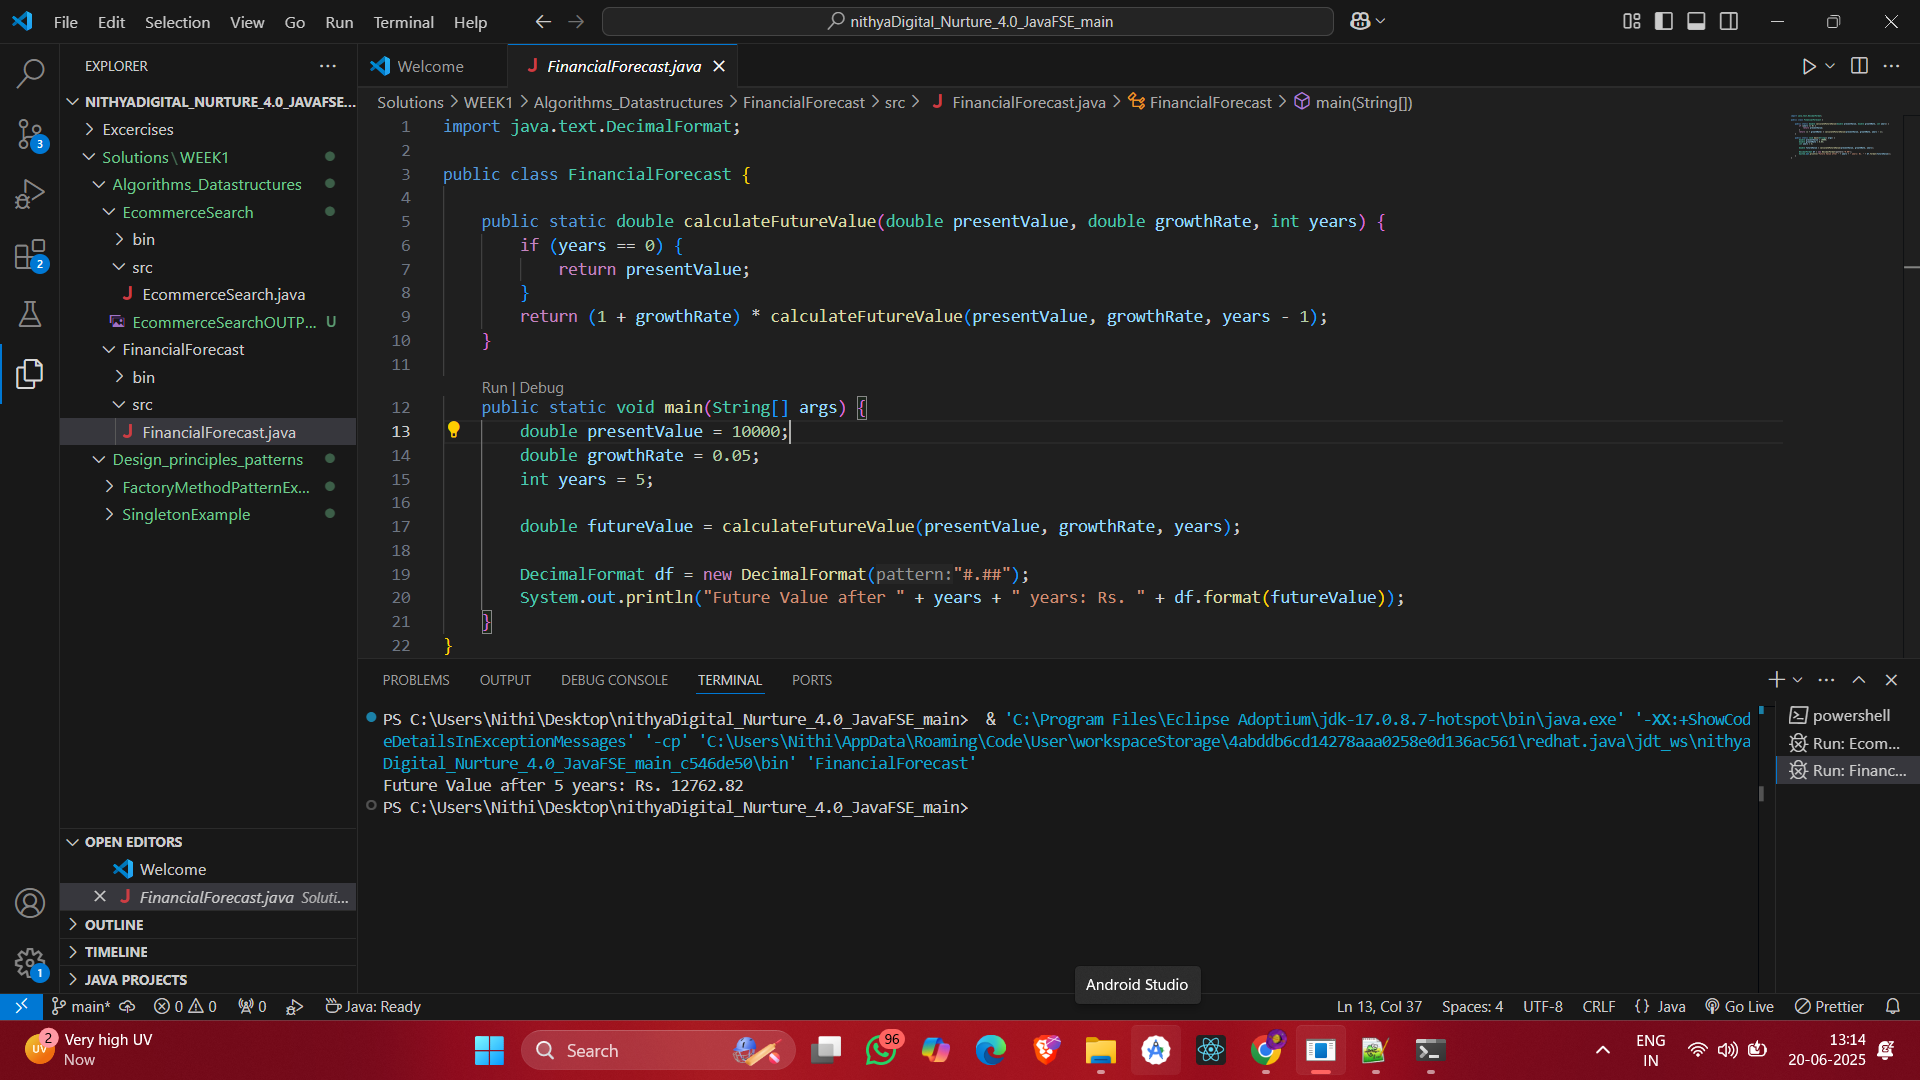 File Edit Selection View Go Run Terminal Help
nithyaDigital_Nurture_4.0_JavaFSE_main
EXPLORER
NITHYADIGITAL_NURTURE_4.0_JAVAFSE...
Excercises
Solutions\WEEK1
Algorithms_Datastructures
EcommerceSearch
bin
src
J EcommerceSearch.java
EcommerceSearchOUTP... U
FinancialForecast
bin
src
J FinancialForecast.java
Design_principles_patterns
FactoryMethodPatternEx...
SingletonExample
3
2
1
OPEN EDITORS
Welcome
J FinancialForecast.java Soluti...
OUTLINE
TIMELINE
JAVA PROJECTS
Welcome
J FinancialForecast.java
Solutions > WEEK1 > Algorithms_Datastructures > FinancialForecast > src > J FinancialForecast.java > FinancialForecast > main(String[])
1 import java.text.DecimalFormat;
2
3 public class FinancialForecast {
4
5 public static double calculateFutureValue(double presentValue, double growthRate, int years) {
6 if (years == 0) {
7 return presentValue;
8 }
9 return (1 + growthRate) * calculateFutureValue(presentValue, growthRate, years - 1);
10 }
11
Run | Debug
12 public static void main(String[] args) {
13 double presentValue = 10000;
14 double growthRate = 0.05;
15 int years = 5;
16
17 double futureValue = calculateFutureValue(presentValue, growthRate, years);
18
19 DecimalFormat df = new DecimalFormat(pattern:"#.##");
20 System.out.println("Future Value after " + years + " years: Rs. " + df.format(futureValue));
21 }
22 }
PROBLEMS OUTPUT DEBUG CONSOLE TERMINAL PORTS
PS C:\Users\Nithi\Desktop\nithyaDigital_Nurture_4.0_JavaFSE_main> & 'C:\Program Files\Eclipse Adoptium\jdk-17.0.8.7-hotspot\bin\java.exe' '-XX:+ShowCod
eDetailsInExceptionMessages' '-cp' 'C:\Users\Nithi\AppData\Roaming\Code\User\workspaceStorage\4abddb6cd14278aaa0258e0d136ac561\redhat.java\jdt_ws\nithya
Digital_Nurture_4.0_JavaFSE_main_c546de50\bin' 'FinancialForecast'
Future Value after 5 years: Rs. 12762.82
PS C:\Users\Nithi\Desktop\nithyaDigital_Nurture_4.0_JavaFSE_main>
powershell
Run: Ecom...
Run: Financ...
Android Studio
main* 0 0 0 Java: Ready
Ln 13, Col 37 Spaces: 4 UTF-8 CRLF {} Java Go Live Prettier
2
UV
Very high UV
Now
Search
96
ENG
IN
13:14
20-06-2025